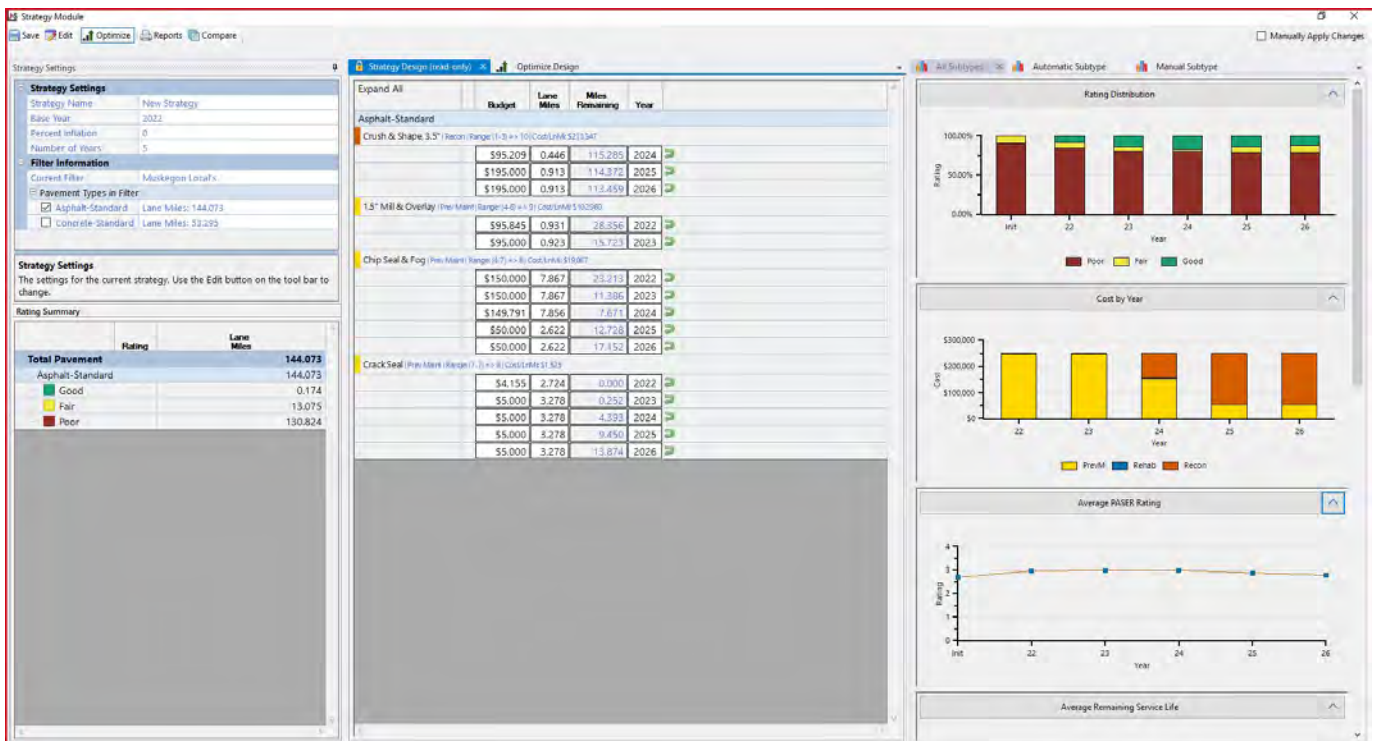 Strategy Module
Save Edit Optimize Reports Compare
Manually Apply Changes
Strategy Settings
Strategy Settings
Strategy Name New Strategy
Base Year 2022
Percent Inflation 0
Number of Years 5
Filter Information
Current Filter Muskegon Local's
Pavement Types in Filter
Asphalt-Standard Lane Miles: 144.073
Concrete-Standard Lane Miles: 53.295
Strategy Settings
The settings for the current strategy. Use the Edit button on the tool bar to
change.
Rating Summary
Rating Lane Miles
Total Pavement 144.073
Asphalt-Standard 144.073
Good 0.174
Fair 13.075
Poor 130.824
Strategy Design (read-only) Optimize Design
Expand All
Budget Lane Miles Miles Remaining Year
Asphalt-Standard
Crush & Shape, 3.5" (Recon) Range (1-3) => 10
$95,209 0.446 115.285 2024
$195,000 0.913 114.372 2025
$195,000 0.913 113.459 2026
1.5" Mill & Overlay
$95,845 0.931 28.356 2022
$95,000 0.923 15.723 2023
Chip Seal & Fog
$150,000 7.867 23.213 2022
$150,000 7.867 11.386 2023
$149,791 7.856 7.671 2024
$50,000 2.622 12.728 2025
$50,000 2.622 17.152 2026
Crack Seal
$4,155 2.724 0.000 2022
$5,000 3.278 0.252 2023
$5,000 3.278 4.393 2024
$5,000 3.278 9.450 2025
$5,000 3.278 13.874 2026
All Subtypes Automatic Subtype Manual Subtype
Rating Distribution
100.00%
50.00%
0.00%
Rating
Init 22 23 24 25 26
Year
Poor Fair Good
Cost by Year
$300,000
$200,000
$100,000
$0
Cost
22 23 24 25 26
Year
PrevM Rehab Recon
Average PASER Rating
4
3
2
1
0
Rating
Init 22 23 24 25 26
Year
Average Remaining Service Life